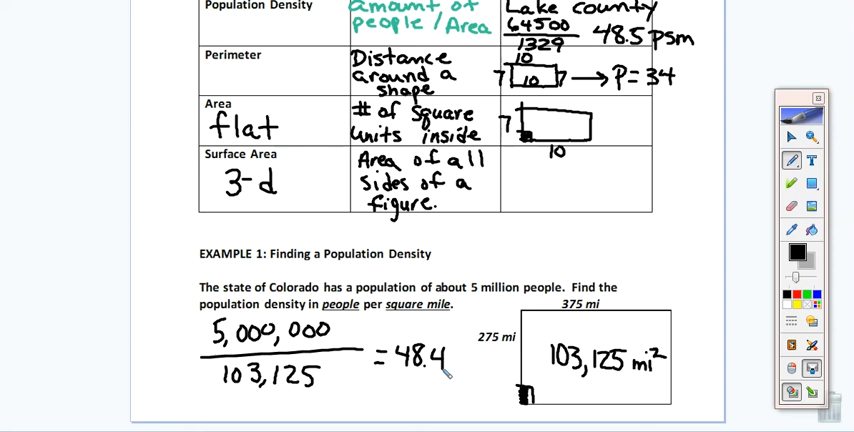 Population Density
amount of
people / Area
Lake county
64500
1329
48.5 psm
Perimeter
Distance
around a
shape
10
7
10
7
P=34
Area
flat
# of square
units inside
7
10
Surface Area
3-d
Area of all
sides of a
figure.
EXAMPLE 1: Finding a Population Density
The state of Colorado has a population of about 5 million people. Find the
population density in people per square mile.
375 mi
275 mi
5,000,000
103,125
=48.4
103,125 mi²
T